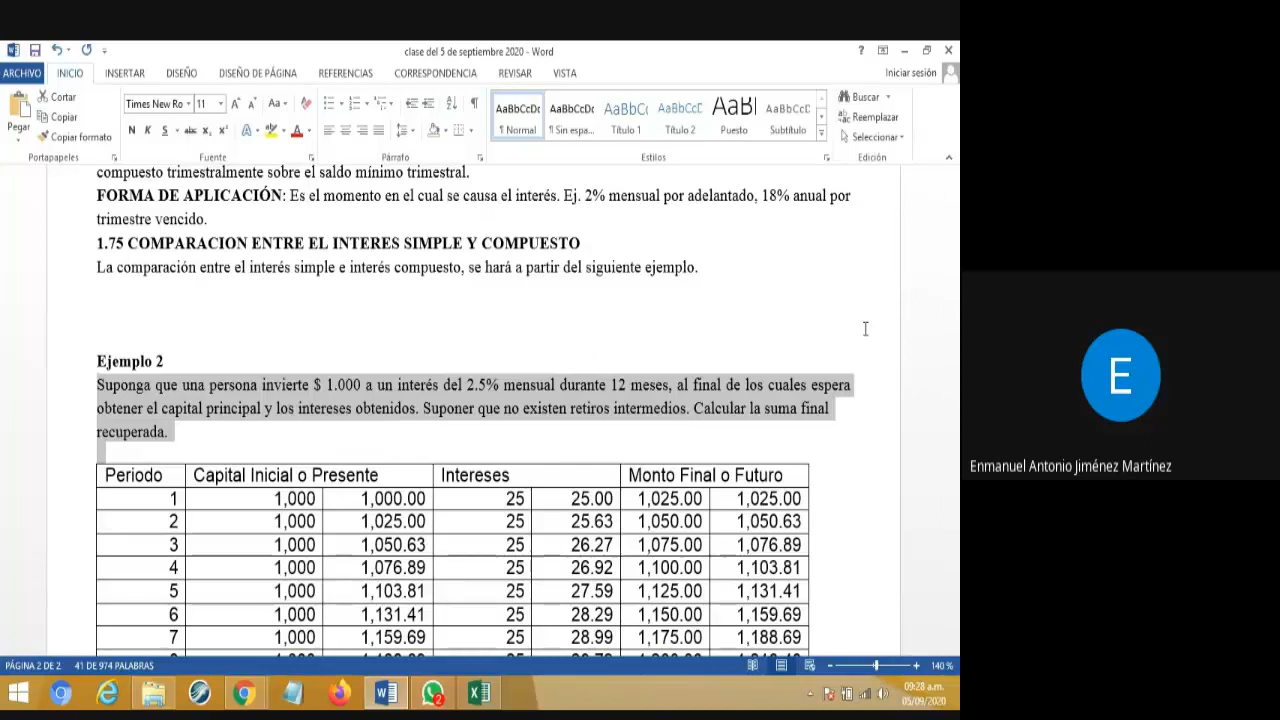 clase del 5 de septiembre 2020 - Word
ARCHIVO INICIO INSERTAR DISEÑO DISEÑO DE PÁGINA REFERENCIAS CORRESPONDENCIA REVISAR VISTA Iniciar sesión
Pegar
Cortar
Copiar
Copiar formato
Portapapeles
Times New Ro 11
N K S abc x₂ x²
Fuente
Párrafo
AaBbCcDc AaBbCcDc AaBbC( AaBbCcD AaBl AaBbCcD
¶ Normal ¶ Sin espa... Título 1 Título 2 Puesto Subtítulo
Estilos
Buscar
Reemplazar
Seleccionar
Edición
compuesto trimestralmente sobre el saldo mínimo trimestral.
FORMA DE APLICACIÓN: Es el momento en el cual se causa el interés. Ej. 2% mensual por adelantado, 18% anual por
trimestre vencido.
1.75 COMPARACION ENTRE EL INTERES SIMPLE Y COMPUESTO
La comparación entre el interés simple e interés compuesto, se hará a partir del siguiente ejemplo.
Ejemplo 2
Suponga que una persona invierte $ 1.000 a un interés del 2.5% mensual durante 12 meses, al final de los cuales espera
obtener el capital principal y los intereses obtenidos. Suponer que no existen retiros intermedios. Calcular la suma final
recuperada.
Periodo Capital Inicial o Presente Intereses Monto Final o Futuro
1 1,000 1,000.00 25 25.00 1,025.00 1,025.00
2 1,000 1,025.00 25 25.63 1,050.00 1,050.63
3 1,000 1,050.63 25 26.27 1,075.00 1,076.89
4 1,000 1,076.89 25 26.92 1,100.00 1,103.81
5 1,000 1,103.81 25 27.59 1,125.00 1,131.41
6 1,000 1,131.41 25 28.29 1,150.00 1,159.69
7 1,000 1,159.69 25 28.99 1,175.00 1,188.69
PÁGINA 2 DE 2 41 DE 974 PALABRAS 140 %
2
09:28 a.m.
05/09/2020
E
Enmanuel Antonio Jiménez Martínez